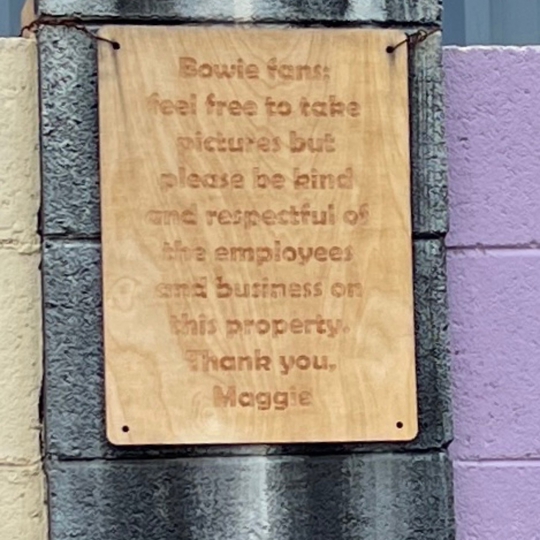 Bowie fans:
feel free to take
pictures but
please be kind
and respectful of
the employees
and business on
this property.
Thank you,
Maggie